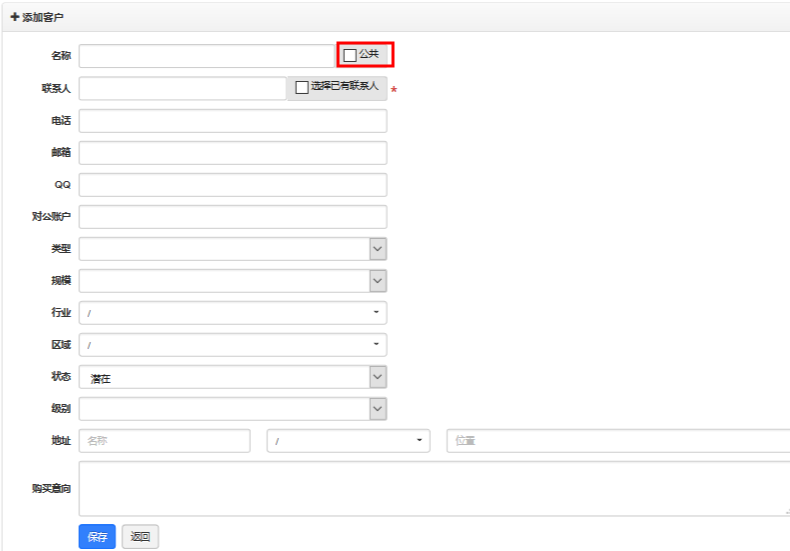 添加客户
名称 公共
联系人 选择已有联系人 *
电话
邮箱
QQ
对公账户
类型
规模
行业 /
区域 /
状态 潜在
级别
地址 名称 / 位置
购买意向
保存 返回